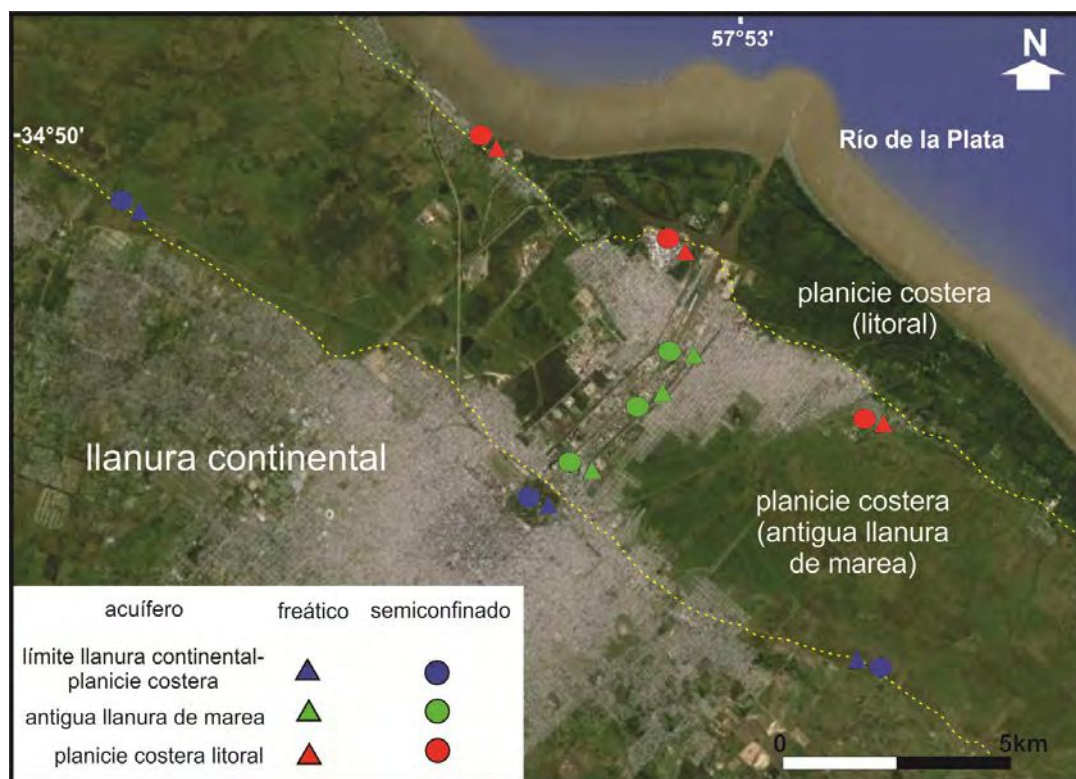 57°53'
N
34°50'
Río de la Plata
planicie costera
(litoral)
llanura continental
planicie costera
(antigua llanura
de marea)
acuífero freático semiconfinado
límite llanura continental-
planicie costera
antigua llanura de marea
planicie costera litoral
0 5km